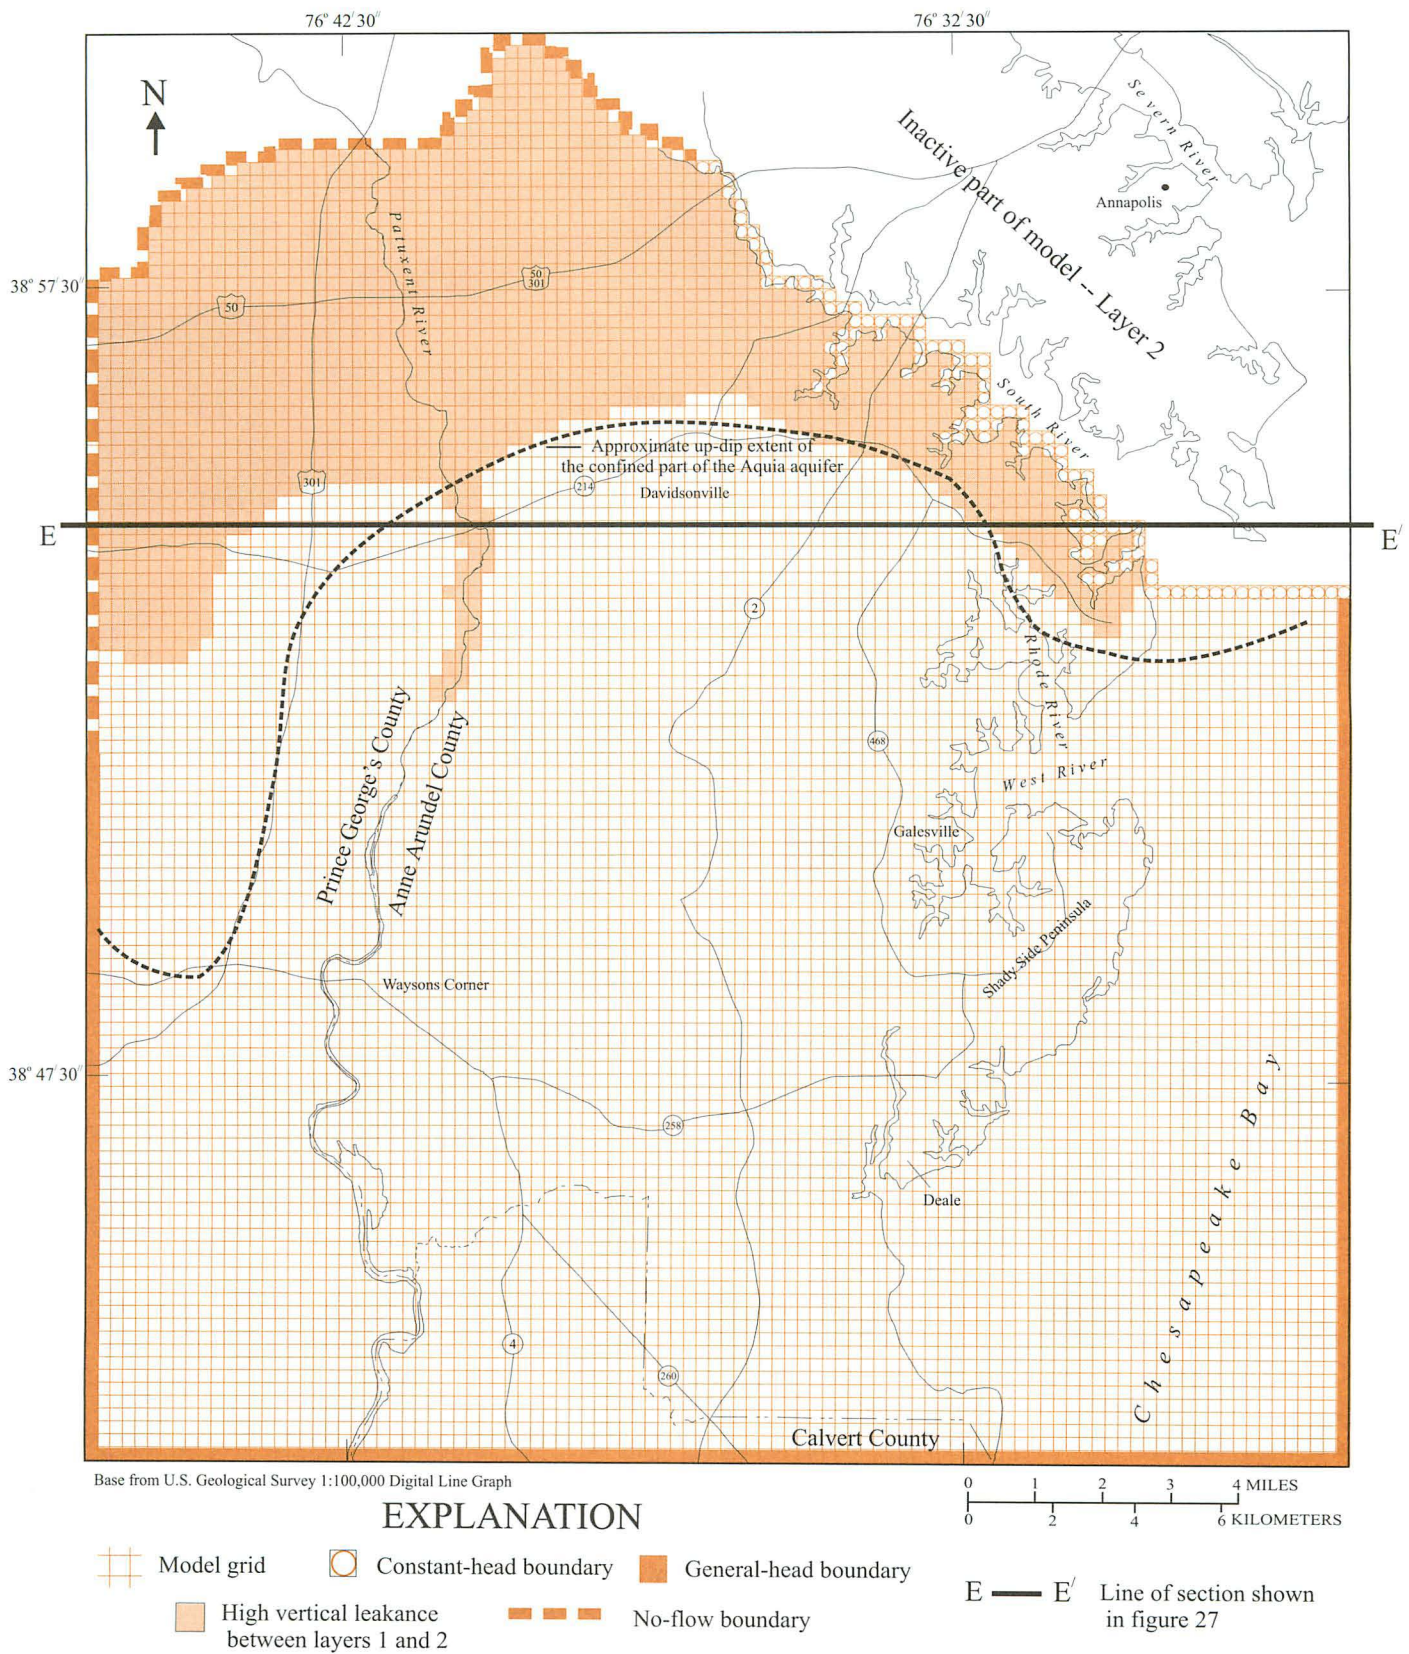 76° 42′ 30″
76° 32′ 30″
N
Severn River
Inactive part of model -- Layer 2
Annapolis
Patuxent River
38° 57′ 30″
50
50
301
South River
Approximate up-dip extent of
the confined part of the Aquia aquifer
301
214
Davidsonville
E
E′
2
Rhode River
Prince George's County
Anne Arundel County
468
West River
Galesville
Shady Side Peninsula
Waysons Corner
38° 47′ 30″
Chesapeake Bay
258
Deale
4
260
Calvert County
Base from U.S. Geological Survey 1:100,000 Digital Line Graph
0 1 2 3 4 MILES
0 2 4 6 KILOMETERS
EXPLANATION
Model grid
Constant-head boundary
General-head boundary
High vertical leakance
between layers 1 and 2
No-flow boundary
E E′ Line of section shown
in figure 27